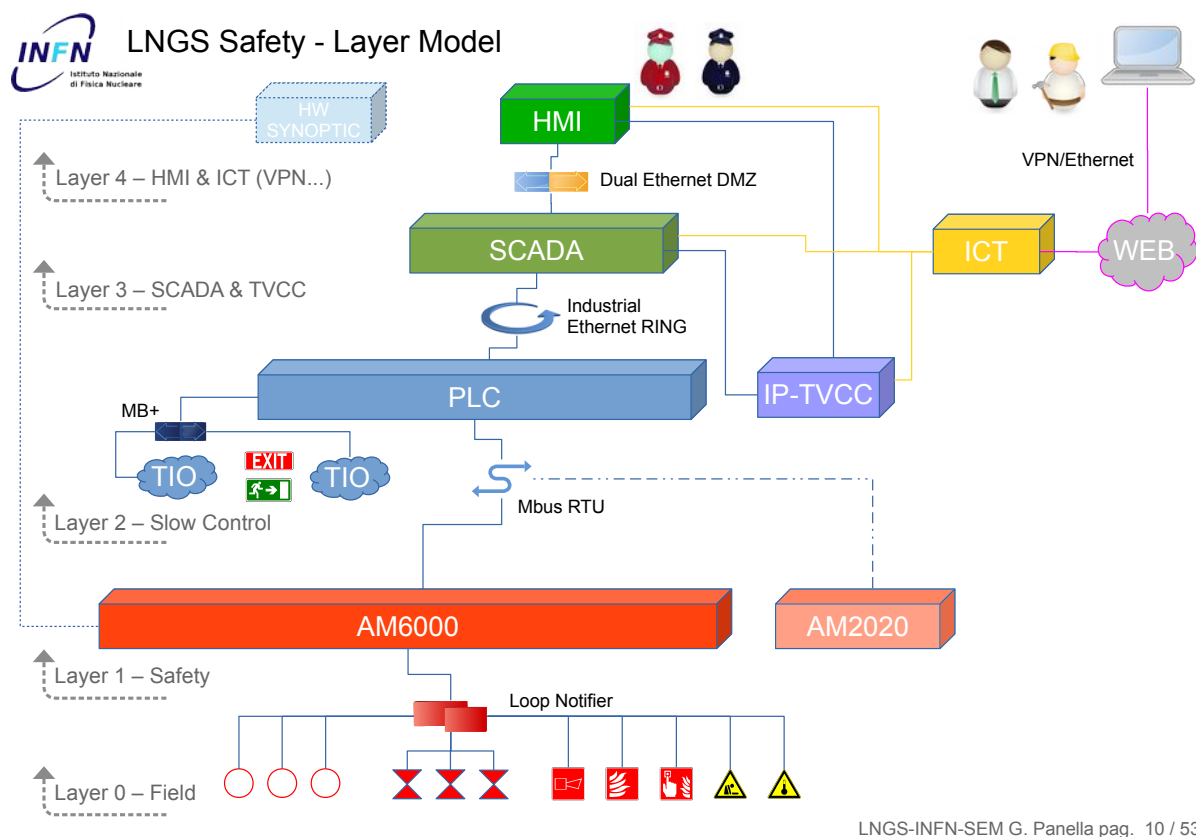 INFN
Istituto Nazionale
di Fisica Nucleare
LNGS Safety - Layer Model
HW
SYNOPTIC
HMI
VPN/Ethernet
Layer 4 – HMI & ICT (VPN...)
Dual Ethernet DMZ
SCADA
ICT
WEB
Layer 3 – SCADA & TVCC
Industrial
Ethernet RING
PLC
IP-TVCC
MB+
TIO
EXIT
TIO
Mbus RTU
Layer 2 – Slow Control
AM6000
AM2020
Layer 1 – Safety
Loop Notifier
Layer 0 – Field
LNGS-INFN-SEM G. Panella pag. 10 / 53